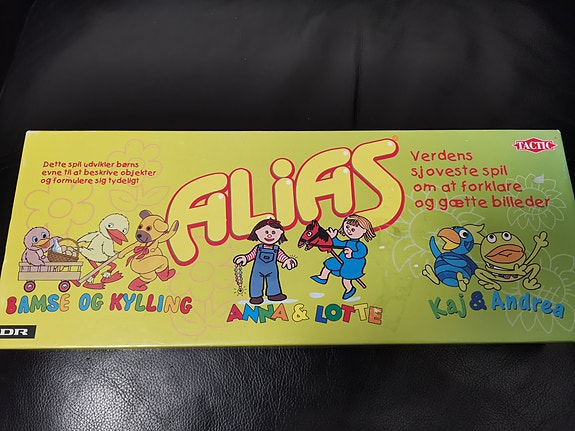 TACTIC
Dette spil udvikler børns
evne til at beskrive objekter
og formulere sig tydeligt
ALIAS
Verdens
sjoveste spil
om at forklare
og gætte billeder
BAMSE OG KYLLING
ANNA & LOTTE
Kaj & Andrea
DR